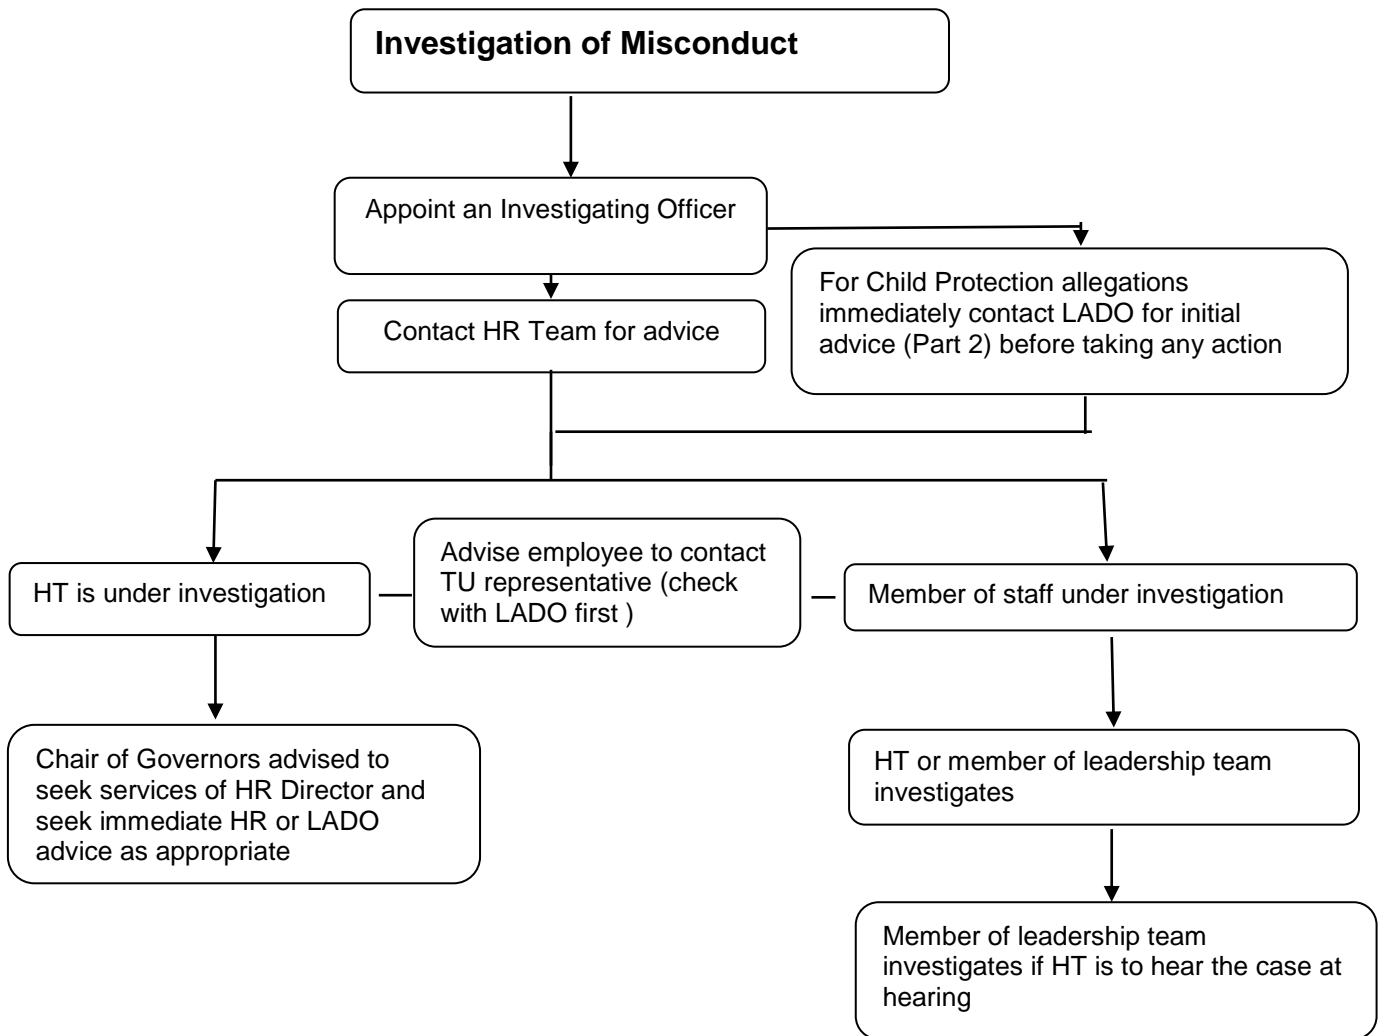 Investigation of Misconduct
Appoint an Investigating Officer
For Child Protection allegations
immediately contact LADO for initial
advice (Part 2) before taking any action
Contact HR Team for advice
Advise employee to contact
TU representative (check
with LADO first )
HT is under investigation
Member of staff under investigation
Chair of Governors advised to
seek services of HR Director and
seek immediate HR or LADO
advice as appropriate
HT or member of leadership team
investigates
Member of leadership team
investigates if HT is to hear the case at
hearing